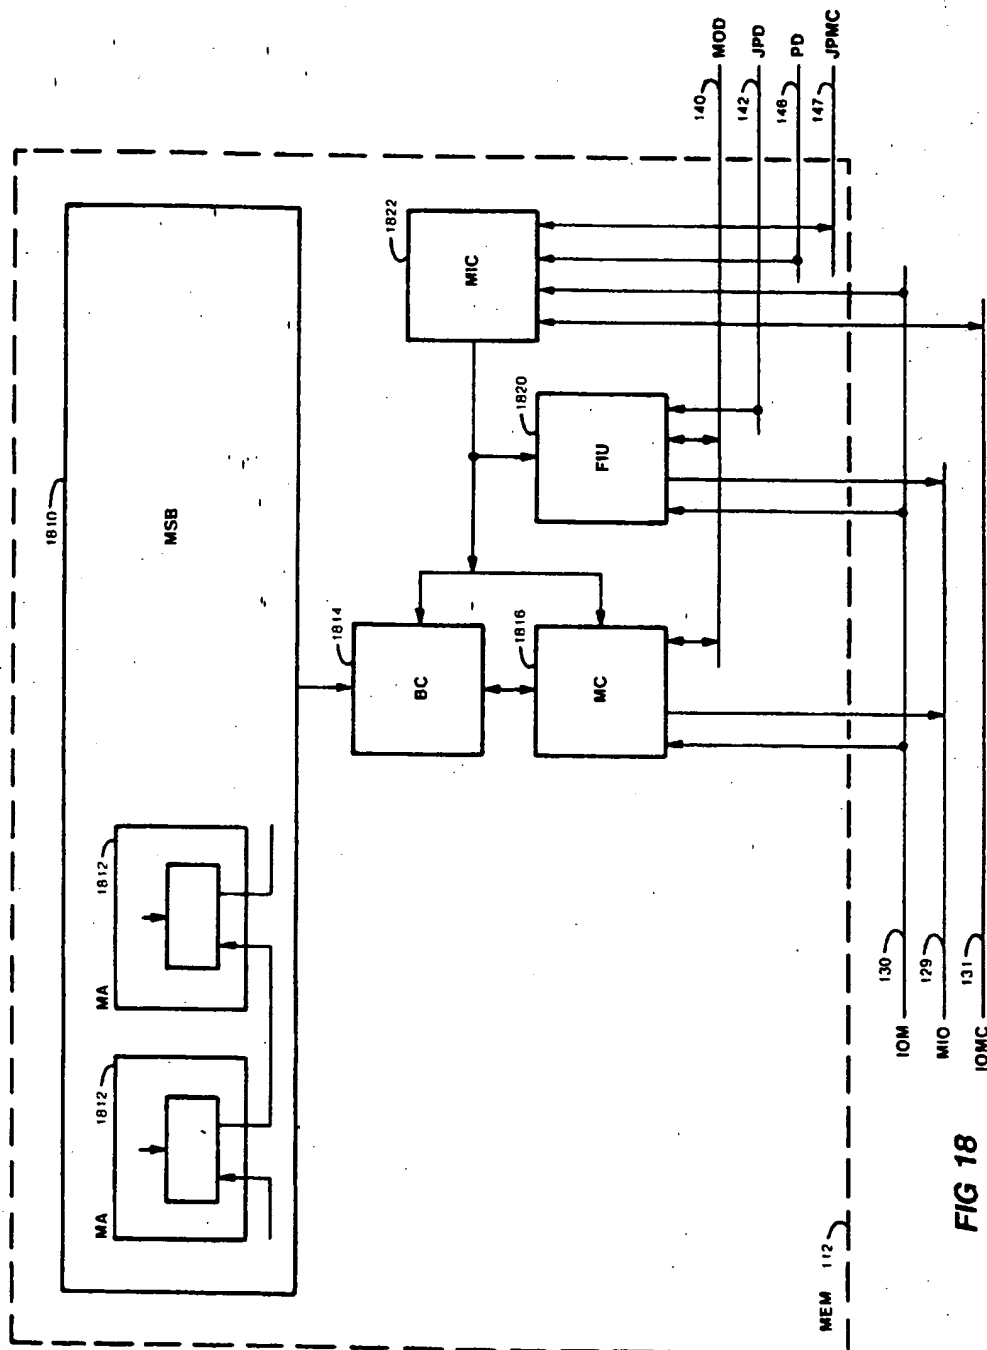 1810
MSB
MA
1812
MA
1812
1822
MIC
1820
FIU
1814
BC
1816
MC
140
MOD
142
JPD
146
PD
147
JPMC
130
IOM
129
MIO
131
IOMC
MEM 112
FIG 18